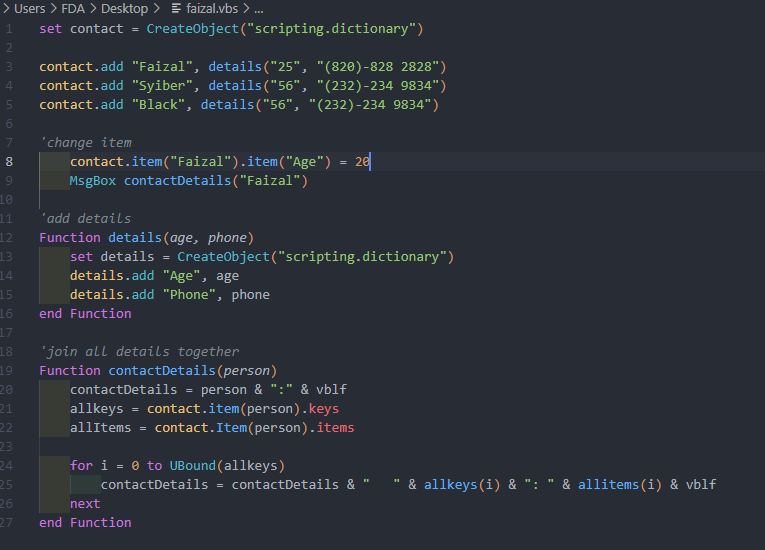 > Users > FDA > Desktop > faizal.vbs > ...
1 set contact = CreateObject("scripting.dictionary")
2
3 contact.add "Faizal", details("25", "(820)-828 2828")
4 contact.add "Syiber", details("56", "(232)-234 9834")
5 contact.add "Black", details("56", "(232)-234 9834")
6
7 'change item
8     contact.item("Faizal").item("Age") = 20
9     MsgBox contactDetails("Faizal")
10
11 'add details
12 Function details(age, phone)
13     set details = CreateObject("scripting.dictionary")
14     details.add "Age", age
15     details.add "Phone", phone
16 end Function
17
18 'join all details together
19 Function contactDetails(person)
20     contactDetails = person & ":" & vblf
21     allkeys = contact.item(person).keys
22     allItems = contact.Item(person).items
23
24     for i = 0 to UBound(allkeys)
25         contactDetails = contactDetails & "   " & allkeys(i) & ": " & allitems(i) & vblf
26     next
27 end Function